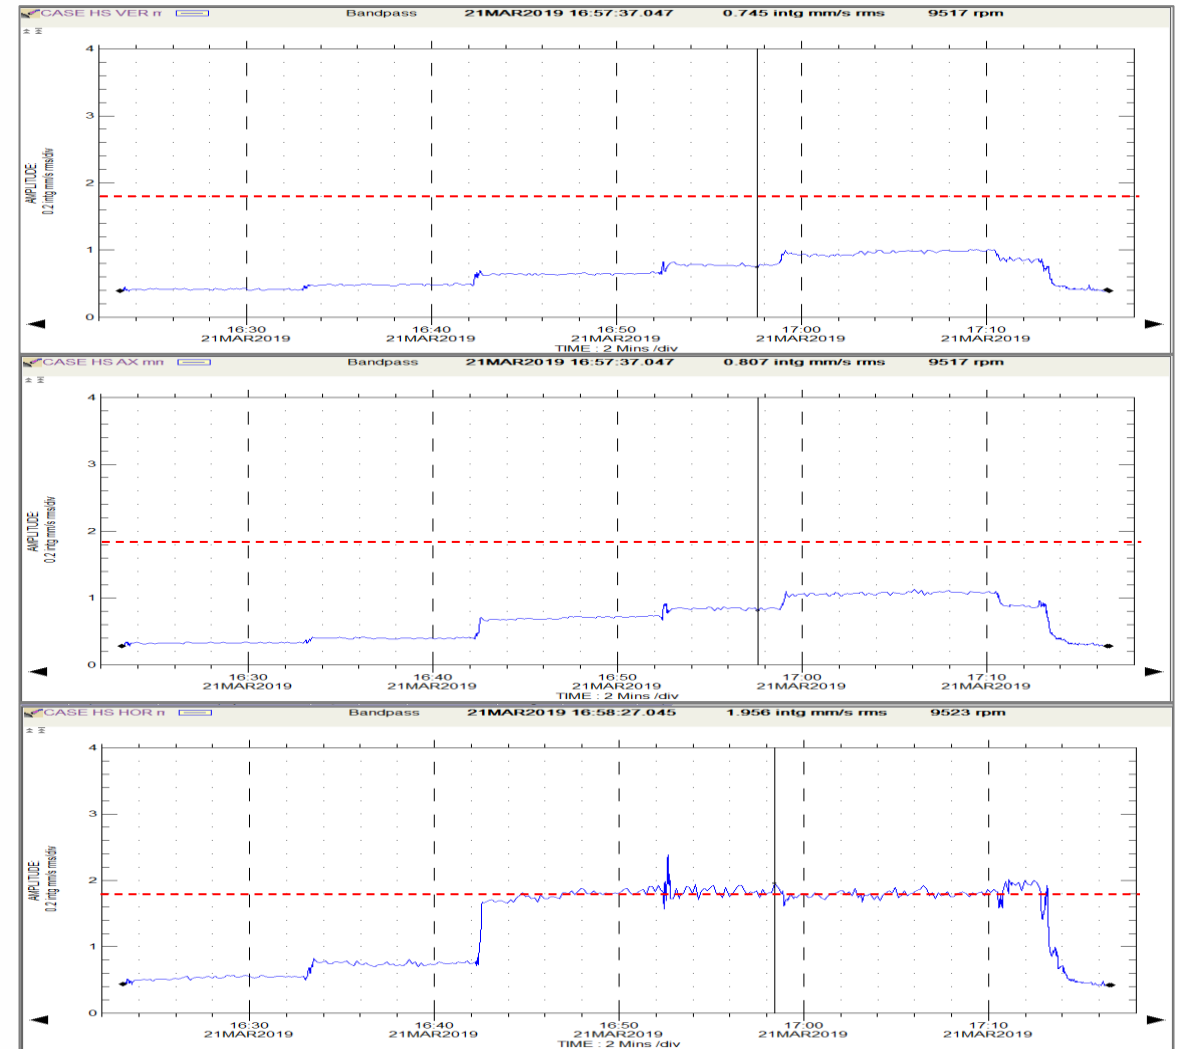 CASE HS VER m Bandpass 21MAR2019 16:57:37.047 0.745 intg mm/s rms 9517 rpm
4
3
2
1
0
AMPLITUDE:
0.2 intg mm/s rms/div
16:30 16:40 16:50 17:00 17:10
21MAR2019 21MAR2019 21MAR2019 21MAR2019 21MAR2019
TIME : 2 Mins /div
CASE HS AX mm Bandpass 21MAR2019 16:57:37.047 0.807 intg mm/s rms 9517 rpm
4
3
2
1
0
AMPLITUDE:
0.2 intg mm/s rms/div
16:30 16:40 16:50 17:00 17:10
21MAR2019 21MAR2019 21MAR2019 21MAR2019 21MAR2019
TIME : 2 Mins /div
CASE HS HOR Bandpass 21MAR2019 16:58:27.045 1.956 intg mm/s rms 9523 rpm
4
3
2
1
0
AMPLITUDE:
0.2 intg mm/s rms/div
16:30 16:40 16:50 17:00 17:10
21MAR2019 21MAR2019 21MAR2019 21MAR2019 21MAR2019
TIME : 2 Mins /div